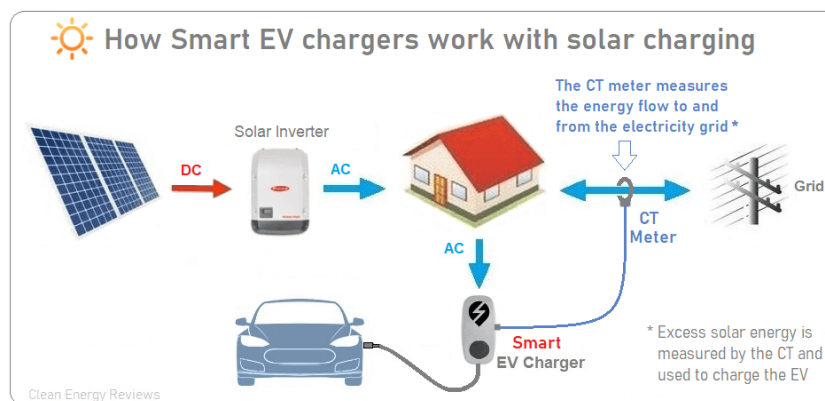 How Smart EV chargers work with solar charging
The CT meter measures
the energy flow to and
from the electricity grid *
Solar Inverter
DC
AC
Grid
CT
Meter
AC
Smart
EV Charger
* Excess solar energy is
measured by the CT and
used to charge the EV
Clean Energy Reviews